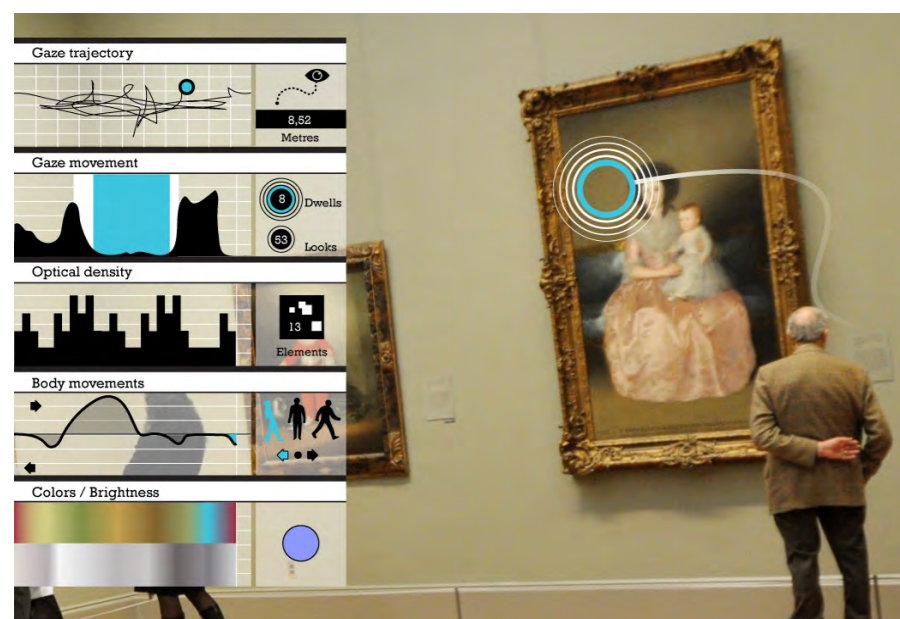 Gaze trajectory
8,52
Metres
Gaze movement
8
Dwells
53
Looks
Optical density
13
Elements
Body movements
Colors / Brightness